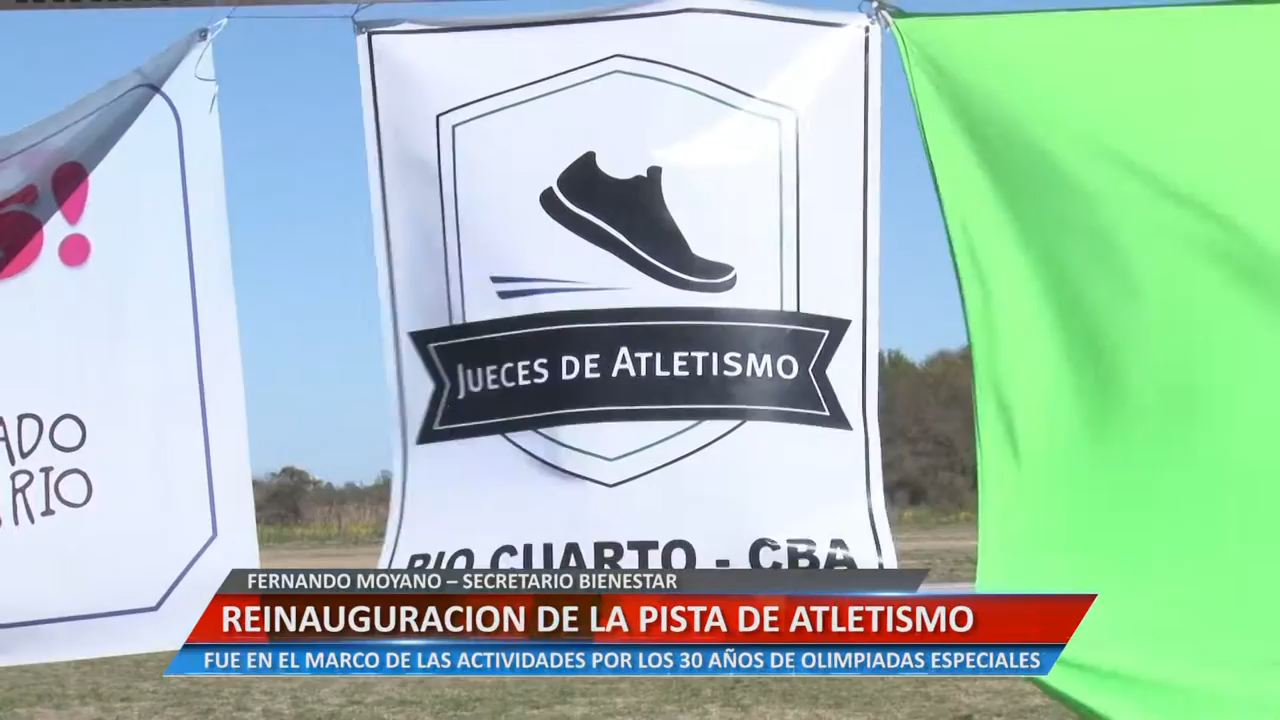 5!
ADO
RIO
JUECES DE ATLETISMO
RIO CUARTO - CBA
FERNANDO MOYANO – SECRETARIO BIENESTAR
REINAUGURACION DE LA PISTA DE ATLETISMO
FUE EN EL MARCO DE LAS ACTIVIDADES POR LOS 30 AÑOS DE OLIMPIADAS ESPECIALES